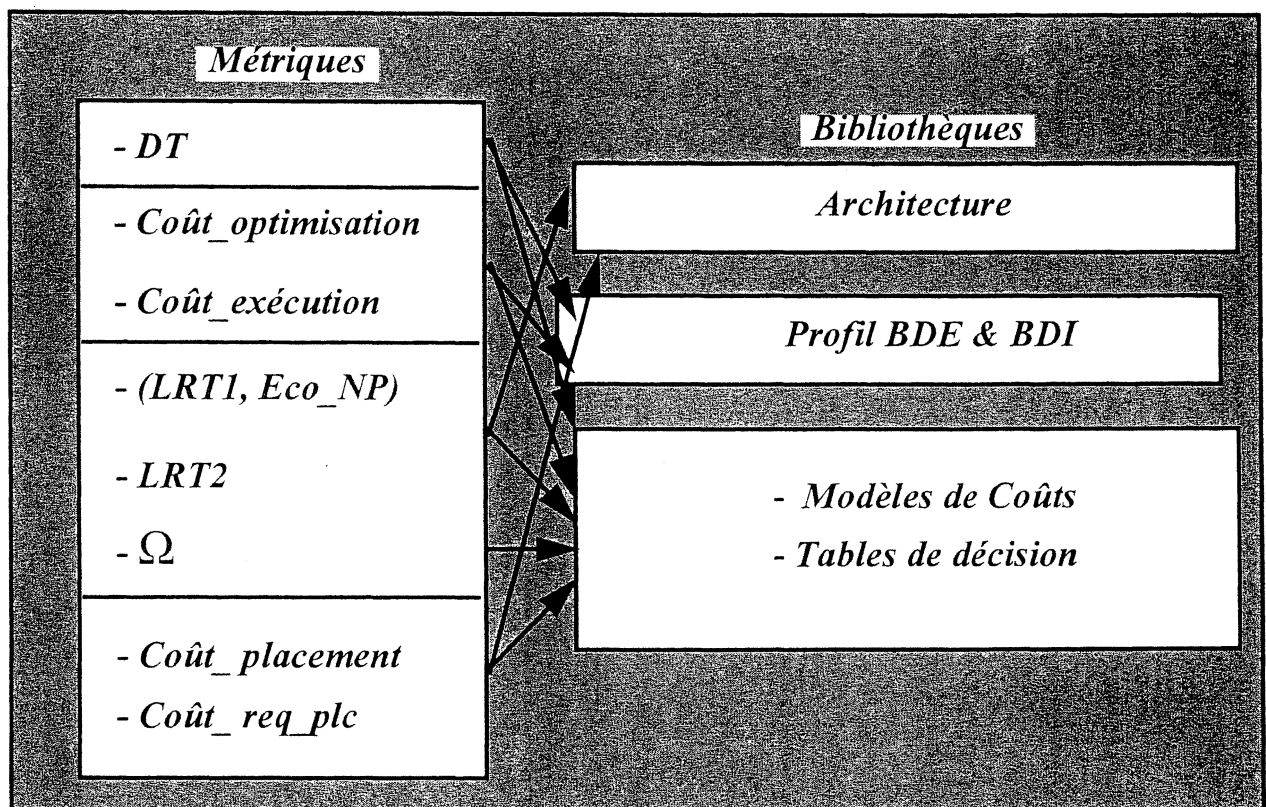 Métriques
- DT
- Coût_optimisation
- Coût_exécution
- (LRT1, Eco_NP)
- LRT2
- Ω
- Coût_ placement
- Coût_ req_plc
Bibliothèques
Architecture
Profil BDE & BDI
- Modèles de Coûts
- Tables de décision